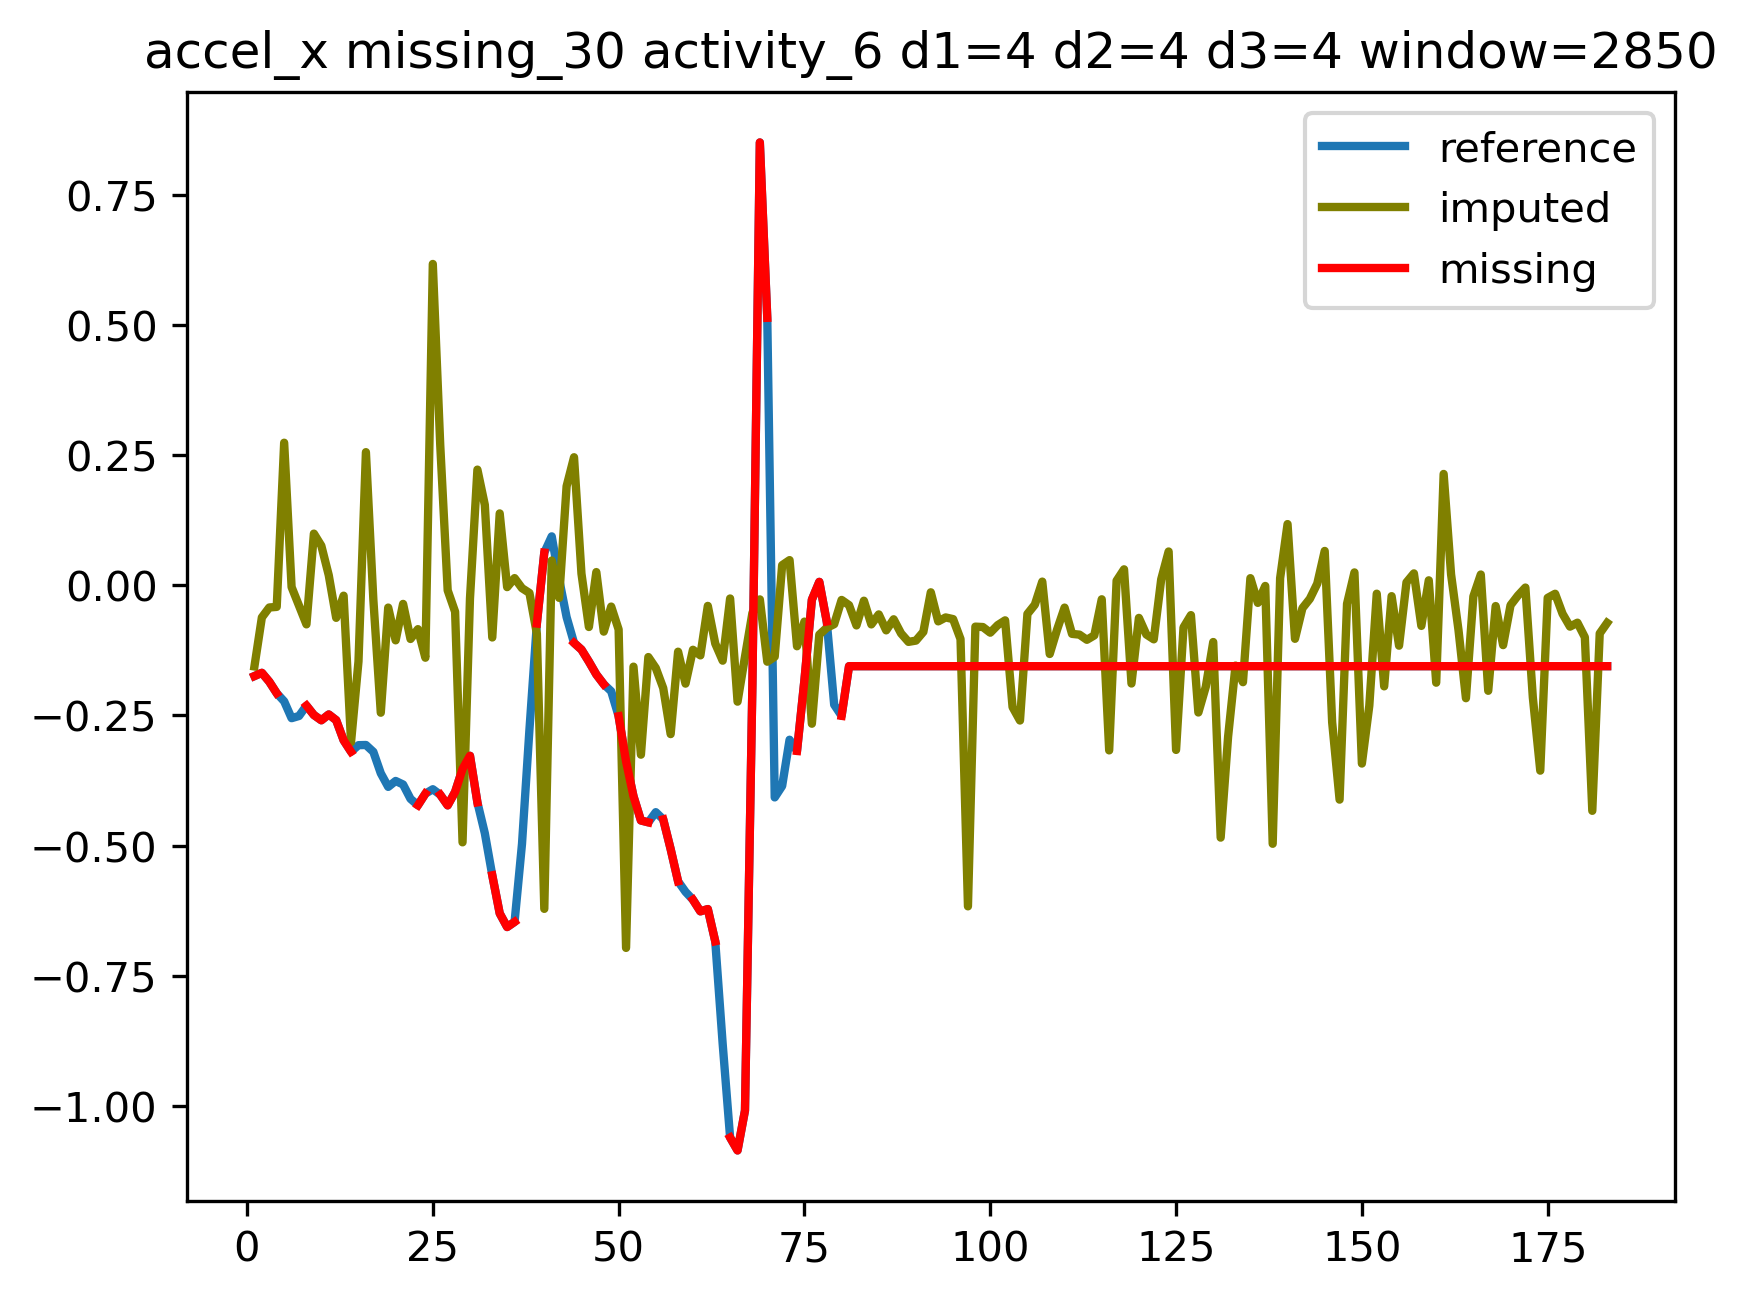 accel_x missing_30 activity_6 d1=4 d2=4 d3=4 window=2850
reference
imputed
missing
0.75
0.50
0.25
0.00
−0.25
−0.50
−0.75
−1.00
0 25 50 75 100 125 150 175